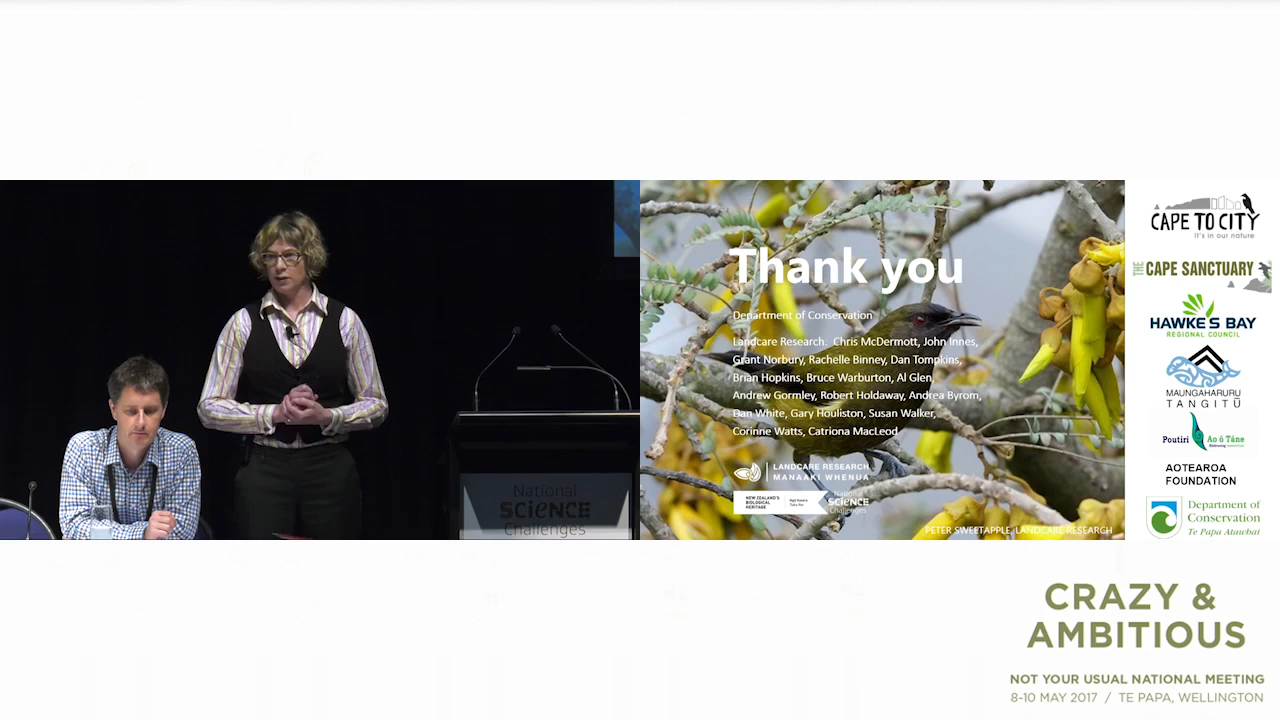 National
SCIENCE
Challenges
Thank you
Department of Conservation
Landcare Research: Chris McDermott, John Innes,
Grant Norbury, Rachelle Binney, Dan Tompkins,
Brian Hopkins, Bruce Warburton, Al Glen,
Andrew Gormley, Robert Holdaway, Andrea Byrom,
Dan White, Gary Houliston, Susan Walker,
Corinne Watts, Catriona MacLeod
LANDCARE RESEARCH
MANAAKI WHENUA
NEW ZEALAND'S
BIOLOGICAL
HERITAGE
National
SCIENCE
Challenges
PETER SWEETAPPLE, LANDCARE RESEARCH
CAPE TO CITY
It's in our nature
THE CAPE SANCTUARY
HAWKE'S BAY
REGIONAL COUNCIL
MAUNGAHARURU
TANGITŪ
Poutiri Ao ō Tāne
AOTEAROA
FOUNDATION
Department of
Conservation
Te Papa Atawhai
CRAZY &
AMBITIOUS
NOT YOUR USUAL NATIONAL MEETING
8-10 MAY 2017 / TE PAPA, WELLINGTON